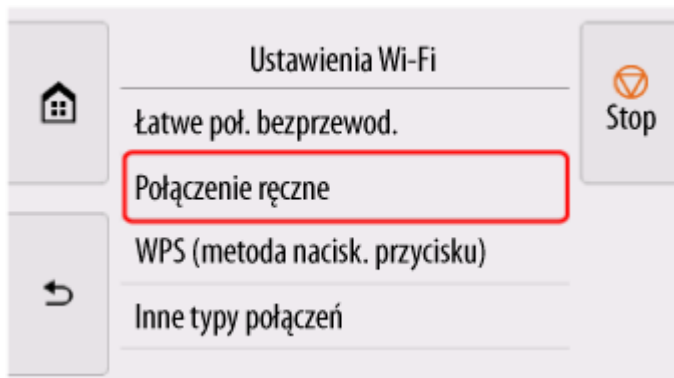 Ustawienia Wi-Fi
Stop
Łatwe poł. bezprzewod.
Połączenie ręczne
WPS (metoda nacisk. przycisku)
Inne typy połączeń